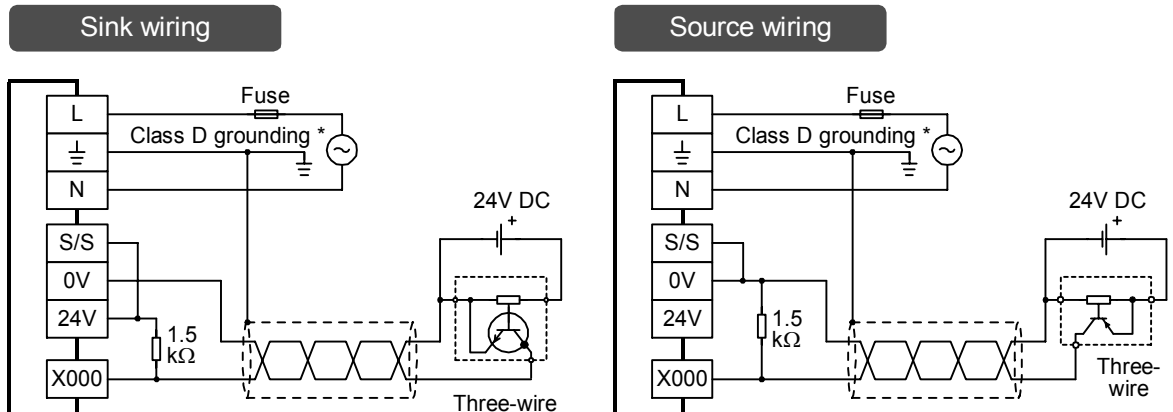 Sink wiring
L
Fuse
Class D grounding *
N
24V DC
+
S/S
0V
24V
1.5
kΩ
X000
Three-wire
Source wiring
L
Fuse
Class D grounding *
N
24V DC
+
S/S
0V
24V
1.5
kΩ
X000
Three-
wire